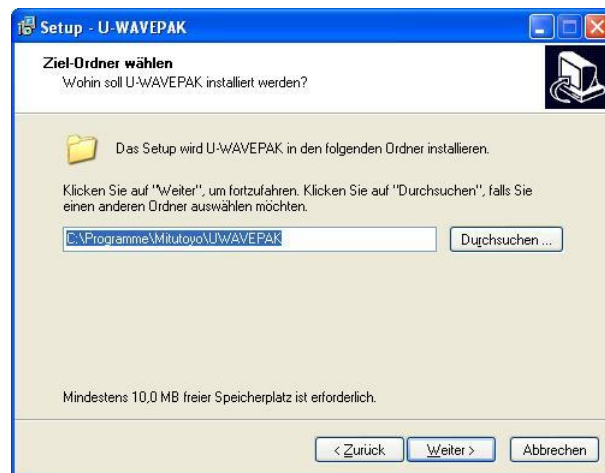 Setup - U-WAVEPAK
Ziel-Ordner wählen
Wohin soll U-WAVEPAK installiert werden?
Das Setup wird U-WAVEPAK in den folgenden Ordner installieren.
Klicken Sie auf "Weiter", um fortzufahren. Klicken Sie auf "Durchsuchen", falls Sie
einen anderen Ordner auswählen möchten.
C:\Programme\Mitutoyo\UWAVEPAK
Durchsuchen ...
Mindestens 10,0 MB freier Speicherplatz ist erforderlich.
< Zurück
Weiter >
Abbrechen